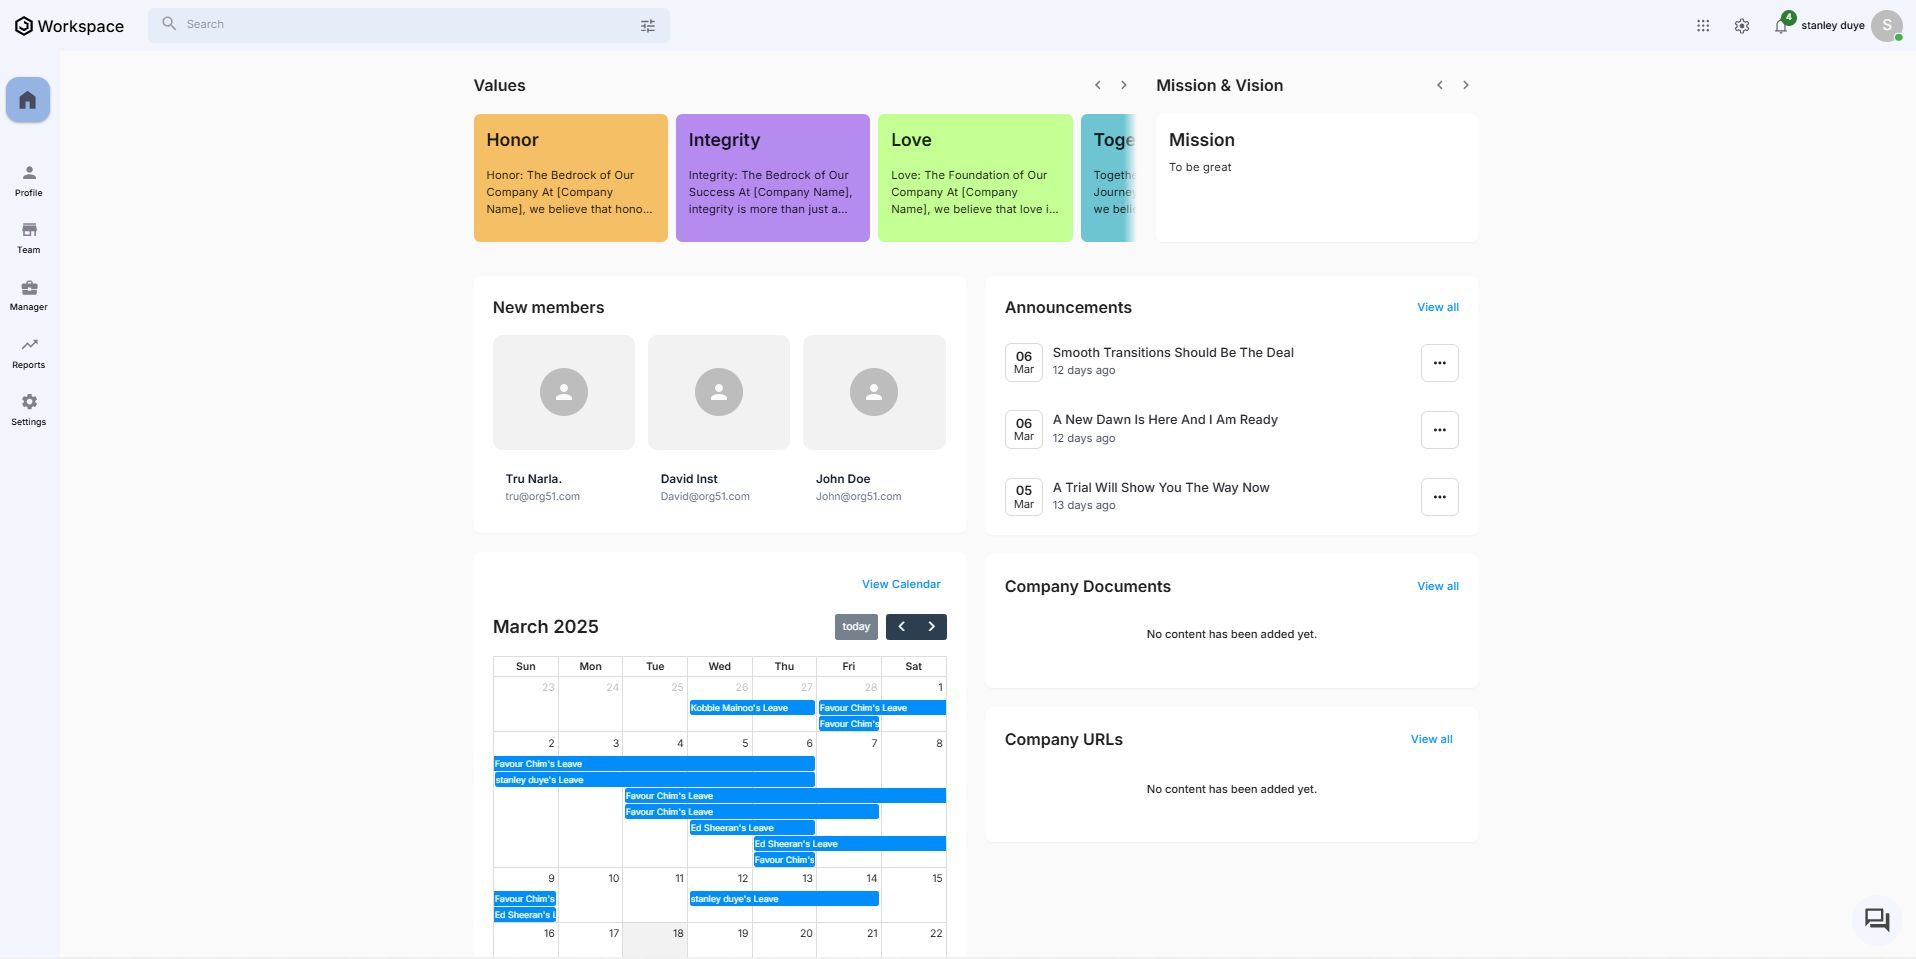 Workspace
Search
4
stanley duye
S
Profile
Team
Manager
Reports
Settings
Values
Honor
Honor: The Bedrock of Our
Company At [Company
Name], we believe that hono...
Integrity
Integrity: The Bedrock of Our
Success At [Company Name],
integrity is more than just a...
Love
Love: The Foundation of Our
Company At [Company
Name], we believe that love i...
Toge
Togethe
Journey
we belie
Mission & Vision
Mission
To be great
New members
Tru Narla.
tru@org51.com
David Inst
David@org51.com
John Doe
John@org51.com
Announcements
View all
06
Mar
Smooth Transitions Should Be The Deal
12 days ago
06
Mar
A New Dawn Is Here And I Am Ready
12 days ago
05
Mar
A Trial Will Show You The Way Now
13 days ago
View Calendar
March 2025
today
Sun Mon Tue Wed Thu Fri Sat
23 24 25 26 27 28 1
Kobbie Mainoo's Leave
Favour Chim's Leave
Favour Chim's
2 3 4 5 6 7 8
Favour Chim's Leave
stanley duye's Leave
Favour Chim's Leave
Favour Chim's Leave
Ed Sheeran's Leave
Ed Sheeran's Leave
Favour Chim's
9 10 11 12 13 14 15
Favour Chim's
stanley duye's Leave
Ed Sheeran's L
16 17 18 19 20 21 22
Company Documents
View all
No content has been added yet.
Company URLs
View all
No content has been added yet.